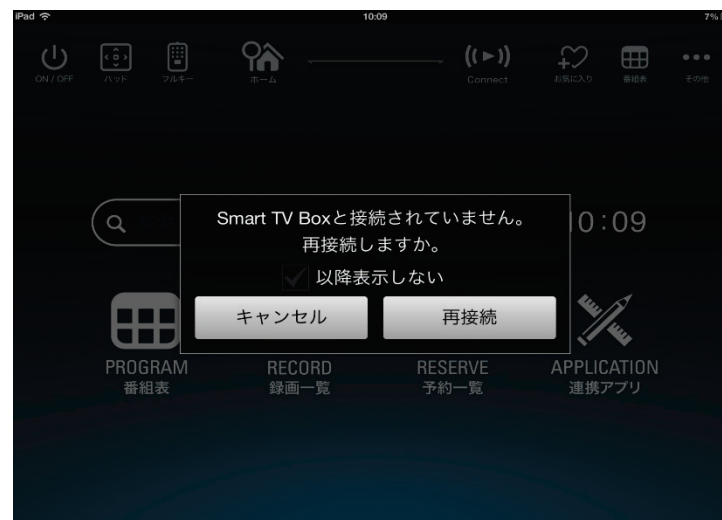 iPad
10:09
7%
ON / OFF
パッド
フルキー
ホーム
Connect
お気に入り
番組表
その他
Smart TV Boxと接続されていません。
再接続しますか。
以降表示しない
キャンセル
再接続
10:09
PROGRAM
番組表
RECORD
録画一覧
RESERVE
予約一覧
APPLICATION
連携アプリ